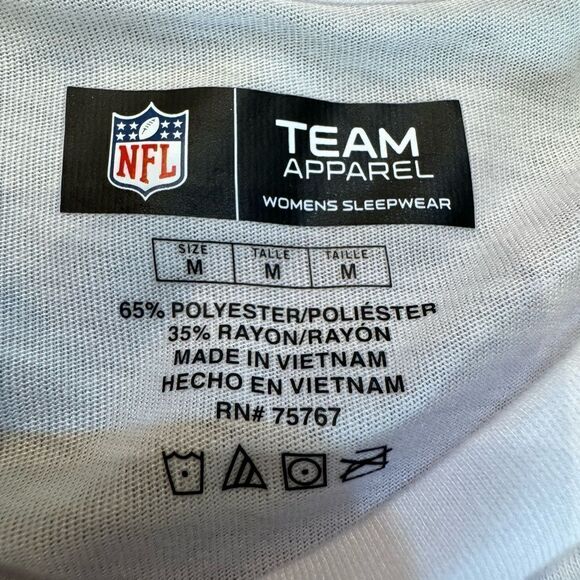 NFL
TEAM
APPAREL
WOMENS SLEEPWEAR
SIZE TALLE TAILLE
M M M
65% POLYESTER/POLIÉSTER
35% RAYON/RAYÓN
MADE IN VIETNAM
HECHO EN VIETNAM
RN# 75767